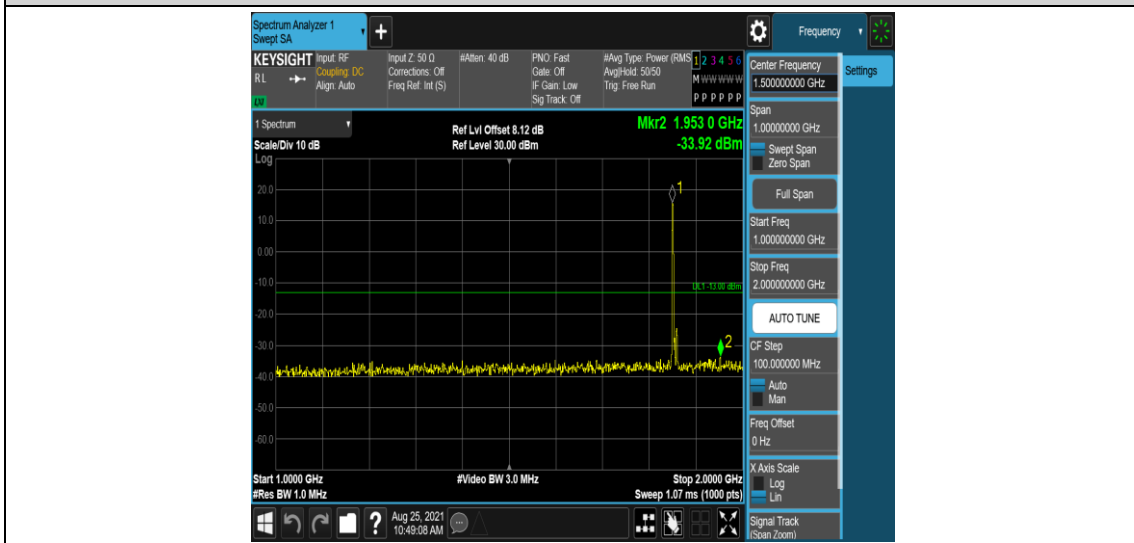 Spectrum Analyzer 1
Swept SA
+
Frequency
KEYSIGHT
RL
Input: RF
Coupling: DC
Align: Auto
Input Z: 50 Ω
Corrections: Off
Freq Ref: Int (S)
#Atten: 40 dB
PNO: Fast
Gate: Off
IF Gain: Low
Sig Track: Off
#Avg Type: Power (RMS
Avg|Hold: 50/50
Trig: Free Run
1 2 3 4 5 6
M W W W W W
P P P P P P
1 Spectrum
Scale/Div 10 dB
Log
Ref Lvl Offset 8.12 dB
Ref Level 30.00 dBm
Mkr2 1.953 0 GHz
-33.92 dBm
20.0
10.0
0.00
-10.0
-20.0
-30.0
-40.0
-50.0
-60.0
1
DL1 -13.00 dBm
2
Start 1.0000 GHz
#Res BW 1.0 MHz
#Video BW 3.0 MHz
Stop 2.0000 GHz
Sweep 1.07 ms (1000 pts)
?
Aug 25, 2021
10:49:08 AM
Center Frequency
1.500000000 GHz
Settings
Span
1.00000000 GHz
Swept Span
Zero Span
Full Span
Start Freq
1.000000000 GHz
Stop Freq
2.000000000 GHz
AUTO TUNE
CF Step
100.000000 MHz
Auto
Man
Freq Offset
0 Hz
X Axis Scale
Log
Lin
Signal Track
(Span Zoom)